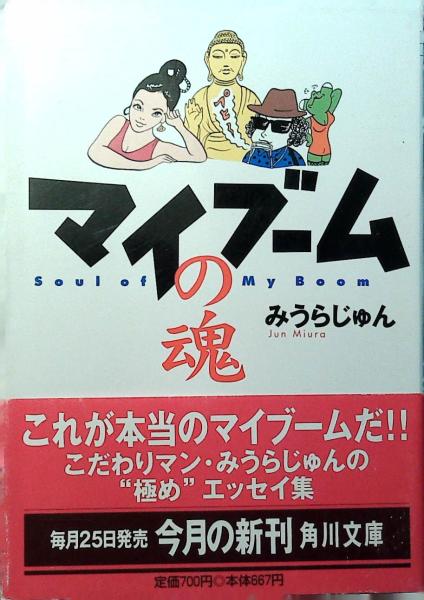 ペピー
マイブーム
Soul of My Boom
の魂
みうらじゅん
Jun Miura
これが本当のマイブームだ!!
こだわりマン・みうらじゅんの
“極め”エッセイ集
毎月25日発売 今月の新刊 角川文庫
定価700円◎本体667円